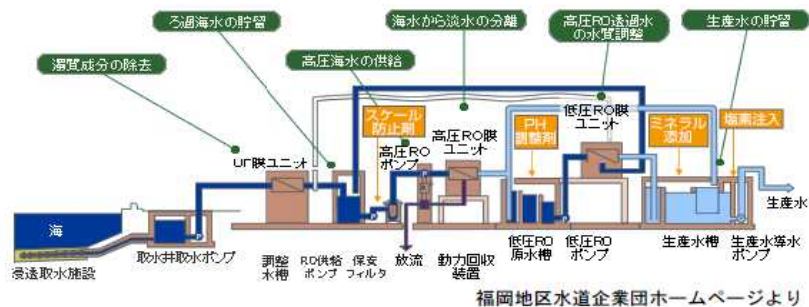 ろ過海水の貯留
海水から淡水の分離
高圧RO透過水
の水質調整
生産水の貯留
濁質成分の除去
高圧海水の供給
スケール
防止剤
低圧RO膜
ユニット
PH
調整剤
ミネラル
添加
塩素注入
高圧RO膜
ユニット
高圧RO
ポンプ
UF膜ユニット
海
生産水
浸透取水施設
取水井取水ポンプ
調整
水槽
RO供給
ポンプ
保安
フィルタ
放流
動力回収
装置
低圧RO
原水槽
低圧RO
ポンプ
生産水槽
生産水導水
ポンプ
福岡地区水道企業団ホームページより